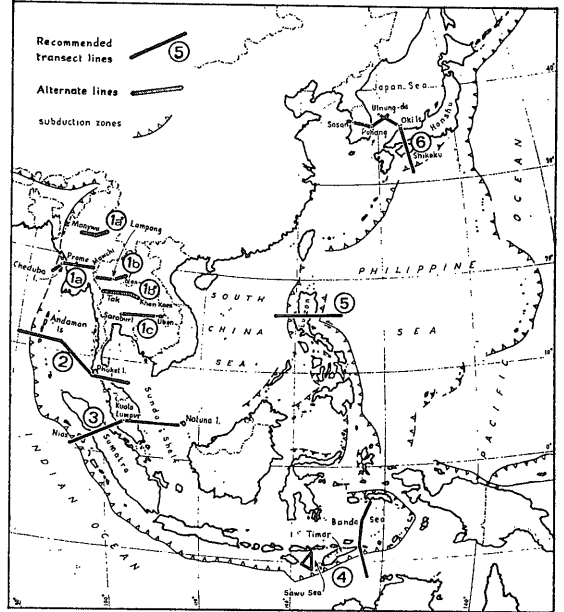 Recommended
transect lines
⑤
Alternate lines
subduction zones
Japan Sea
Ulnung-do
Oki Is
Sosan
Pohang
Honshu
⑥
Shikoku
OCEAN
Monywa
1a'
Lampang
Prome
1b
Cheduba
I.
1a
Nan
1b'
Tak
Khon Kaen
Saraburi
Ubon
1c
PHILIPPINE
SEA
SOUTH
CHINA
SEA
Luzon
⑤
Andaman
Is
②
Phuket I.
Kuala
Lumpur
③
Nias
Sumatra
Sunda
Shelf
Natuna I.
PACIFIC
INDIAN OCEAN
Banda Sea
Timor
④
Sawu Sea